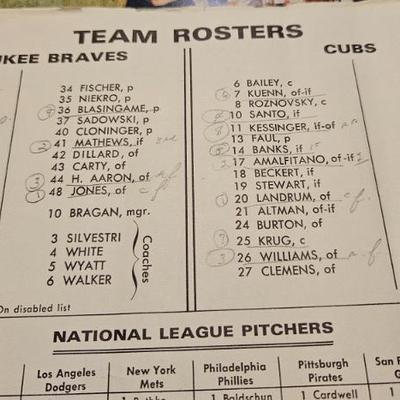 TEAM ROSTERS
UKEE BRAVES
34 FISCHER, p
35 NIEKRO, p
36 BLASINGAME, p
37 SADOWSKI, p
40 CLONINGER, p
41 MATHEWS, if
42 DILLARD, of
43 CARTY, of
44 H. AARON, of
48 JONES, of
10 BRAGAN, mgr.
3 SILVESTRI
4 WHITE
5 WYATT
6 WALKER
Coaches
On disabled list
CUBS
6 BAILEY, c
7 KUENN, of-if
8 ROZNOVSKY, c
10 SANTO, if
11 KESSINGER, if-of
13 FAUL, p
14 BANKS, if
17 AMALFITANO, of-if
18 BECKERT, if
19 STEWART, if
20 LANDRUM, of
21 ALTMAN, of-if
24 BURTON, of
25 KRUG, c
26 WILLIAMS, of
27 CLEMENS, of
NATIONAL LEAGUE PITCHERS
Los Angeles Dodgers
New York Mets
Philadelphia Phillies
Pittsburgh Pirates
San F
1 Baldschun
1 Cardwell